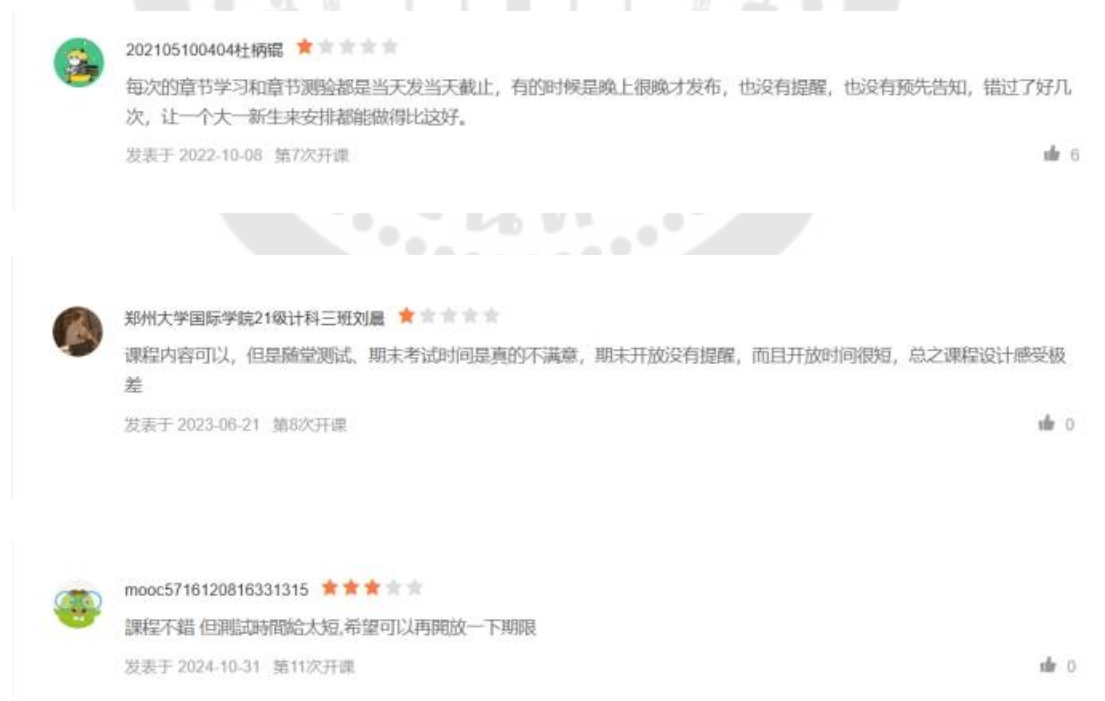 202105100404杜柄锟
每次的章节学习和章节测验都是当天发当天截止，有的时候是晚上很晚才发布，也没有提醒，也没有预先告知，错过了好几
次，让一个大一新生来安排都能做得比这好。
发表于 2022-10-08 第7次开课
6
郑州大学国际学院21级计科三班刘晨
课程内容可以，但是随堂测试、期末考试时间是真的不满意，期末开放没有提醒，而且开放时间很短，总之课程设计感受极
差
发表于 2023-06-21 第8次开课
0
mooc5716120816331315
課程不錯 但測試時間給太短,希望可以再開放一下期限
发表于 2024-10-31 第11次开课
0